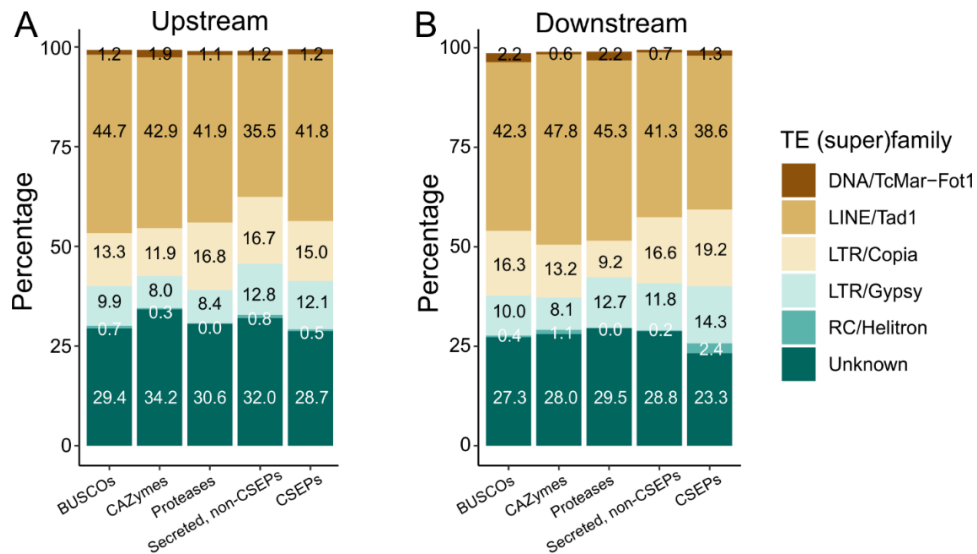 A Upstream
Percentage
100
75
50
25
0
1.2 1.9 1.1 1.2 1.2
44.7 42.9 41.9 35.5 41.8
13.3 11.9 16.8 16.7 15.0
9.9 8.0 8.4 12.8 12.1
0.7 0.3 0.0 0.8 0.5
29.4 34.2 30.6 32.0 28.7
BUSCOs
CAZymes
Proteases
Secreted, non-CSEPs
CSEPs
B Downstream
Percentage
100
75
50
25
0
2.2 0.6 2.2 0.7 1.3
42.3 47.8 45.3 41.3 38.6
16.3 13.2 9.2 16.6 19.2
10.0 8.1 12.7 11.8 14.3
0.4 1.1 0.0 0.2 2.4
27.3 28.0 29.5 28.8 23.3
BUSCOs
CAZymes
Proteases
Secreted, non-CSEPs
CSEPs
TE (super)family
DNA/TcMar−Fot1
LINE/Tad1
LTR/Copia
LTR/Gypsy
RC/Helitron
Unknown